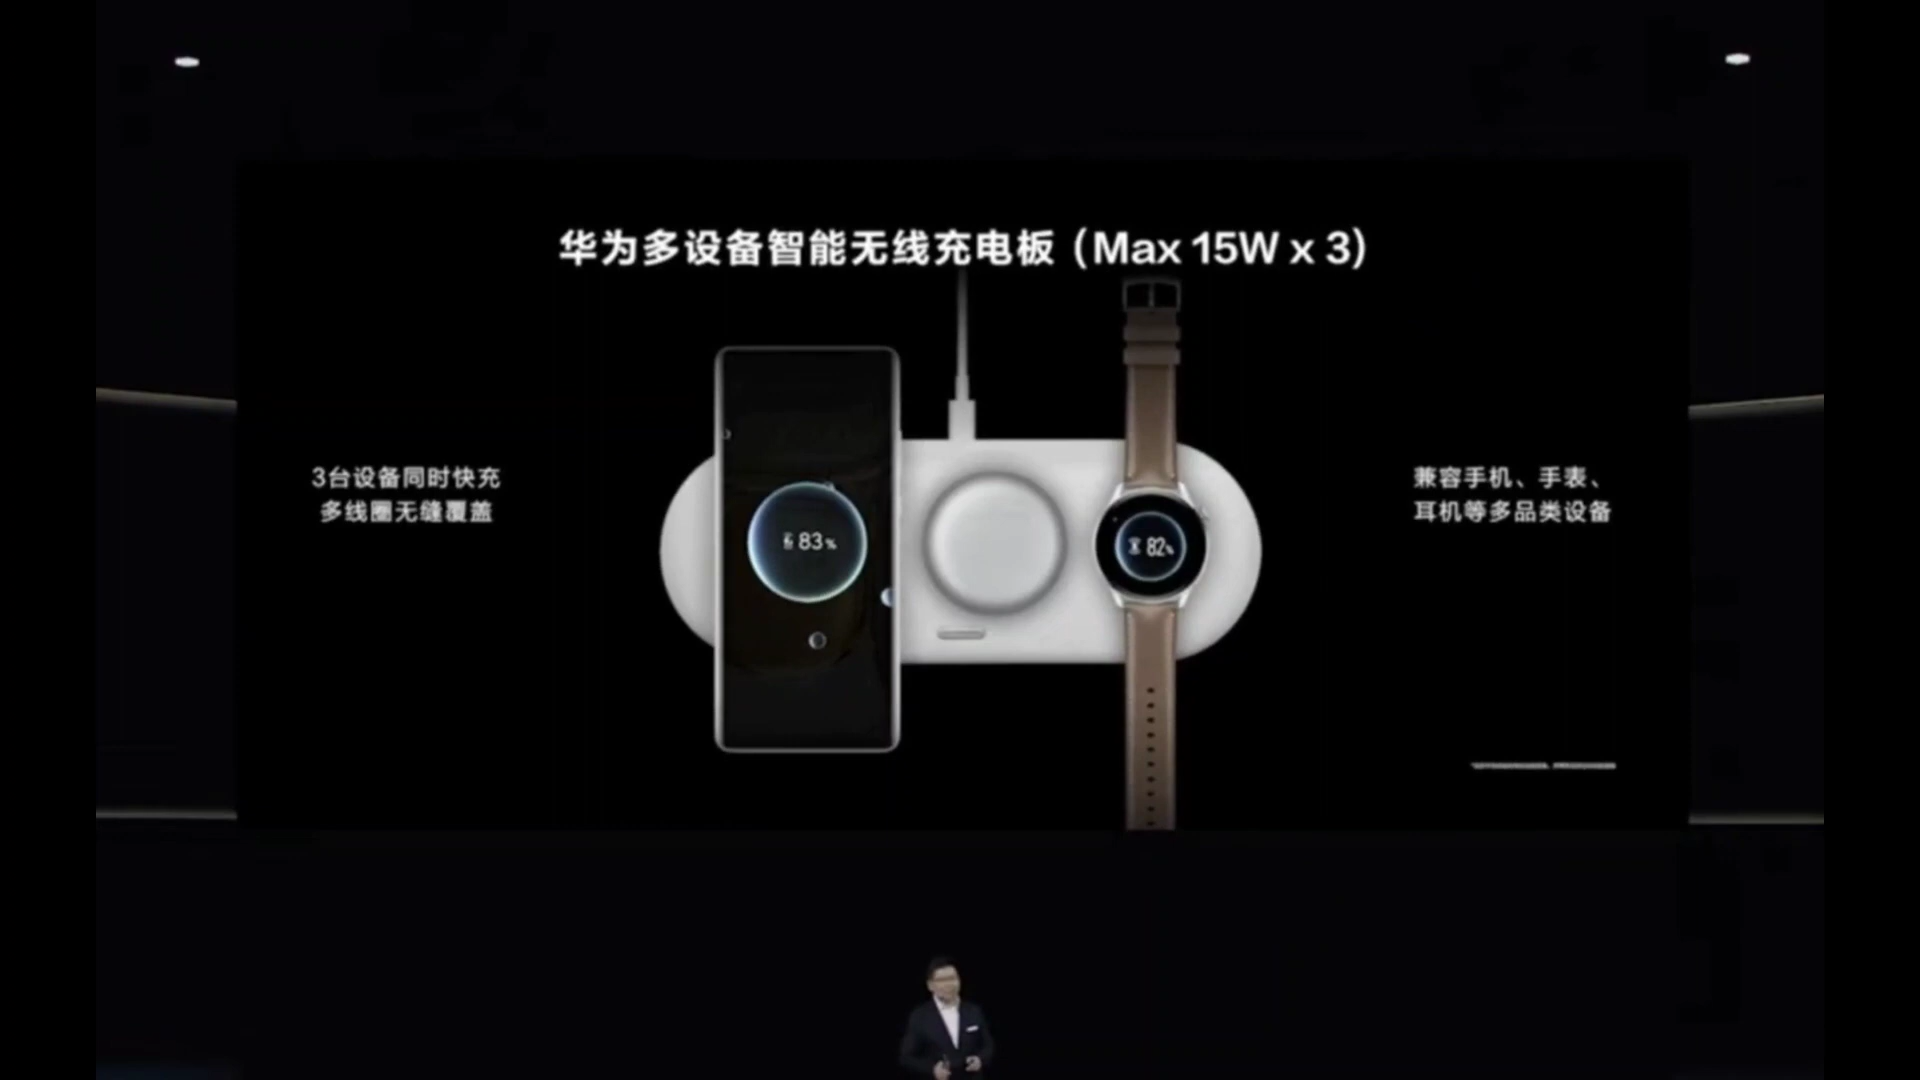 华为多设备智能无线充电板（Max 15W x 3）
3台设备同时快充
多线圈无缝覆盖
83%
82%
兼容手机、手表、
耳机等多品类设备